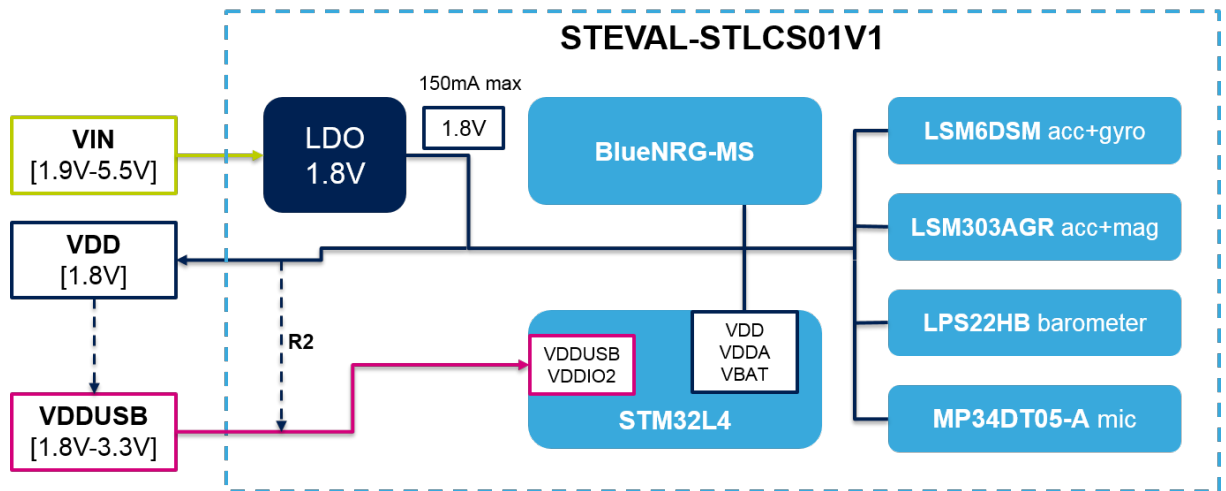 STEVAL-STLCS01V1
150mA max
1.8V
VIN
[1.9V-5.5V]
LDO
1.8V
BlueNRG-MS
LSM6DSM acc+gyro
VDD
[1.8V]
LSM303AGR acc+mag
R2
VDDUSB
VDDIO2
VDD
VDDA
VBAT
STM32L4
LPS22HB barometer
VDDUSB
[1.8V-3.3V]
MP34DT05-A mic